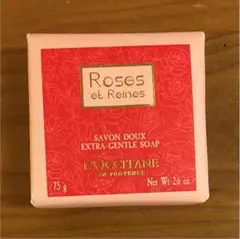 Roses
et Reines
SAVON DOUX
EXTRA-GENTLE SOAP
L'OCCITANE
EN PROVENCE
75 g
Net Wt 2.6 oz.